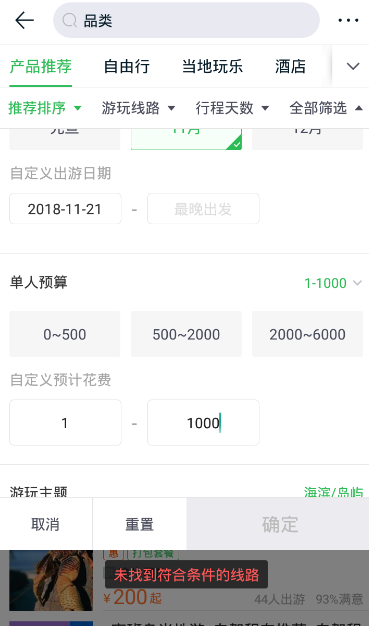 品类
产品推荐 自由行 当地玩乐 酒店
推荐排序 游玩线路 行程天数 全部筛选
元旦 11月 12月
自定义出游日期
2018-11-21 - 最晚出发
单人预算 1-1000
0~500 500~2000 2000~6000
自定义预计花费
1 - 1000
游玩主题 海滨/岛屿
取消 重置 确定
惠 打包套餐
未找到符合条件的线路
¥200起 44人出游 93%满意